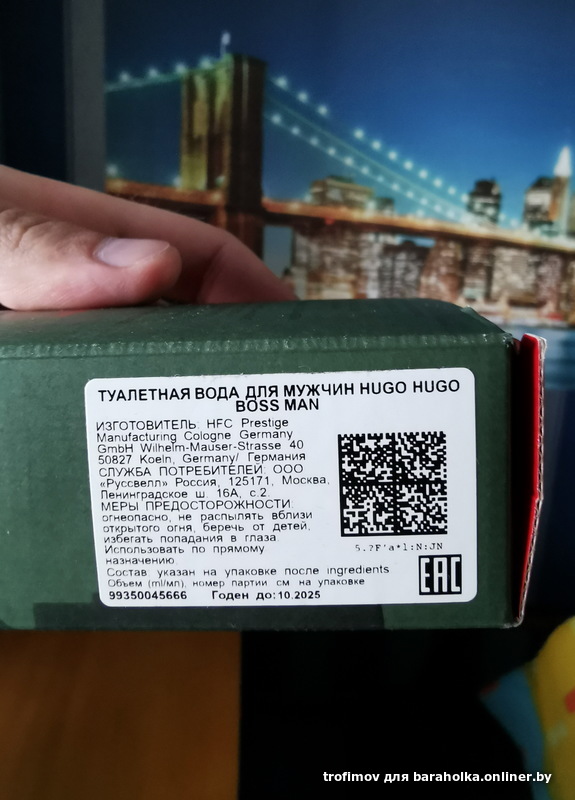 ТУАЛЕТНАЯ ВОДА ДЛЯ МУЖЧИН HUGO HUGO
BOSS MAN
ИЗГОТОВИТЕЛЬ: HFC Prestige
Manufacturing Cologne Germany
GmbH Wilhelm-Mauser-Strasse 40
50827 Koeln, Germany/ Германия
СЛУЖБА ПОТРЕБИТЕЛЕЙ: ООО
«Руссвелл» Россия, 125171, Москва,
Ленинградское ш. 16А, с.2.
МЕРЫ ПРЕДОСТОРОЖНОСТИ:
огнеопасно, не распылять вблизи
открытого огня, беречь от детей,
избегать попадания в глаза.
Использовать по прямому
назначению.
Состав указан на упаковке после ingredients
Объем (ml/мл), номер партии см на упаковке
99350045666 Годен до:10.2025
5.?F'a*l:N:JN
EAC
trofimov для baraholka.onliner.by